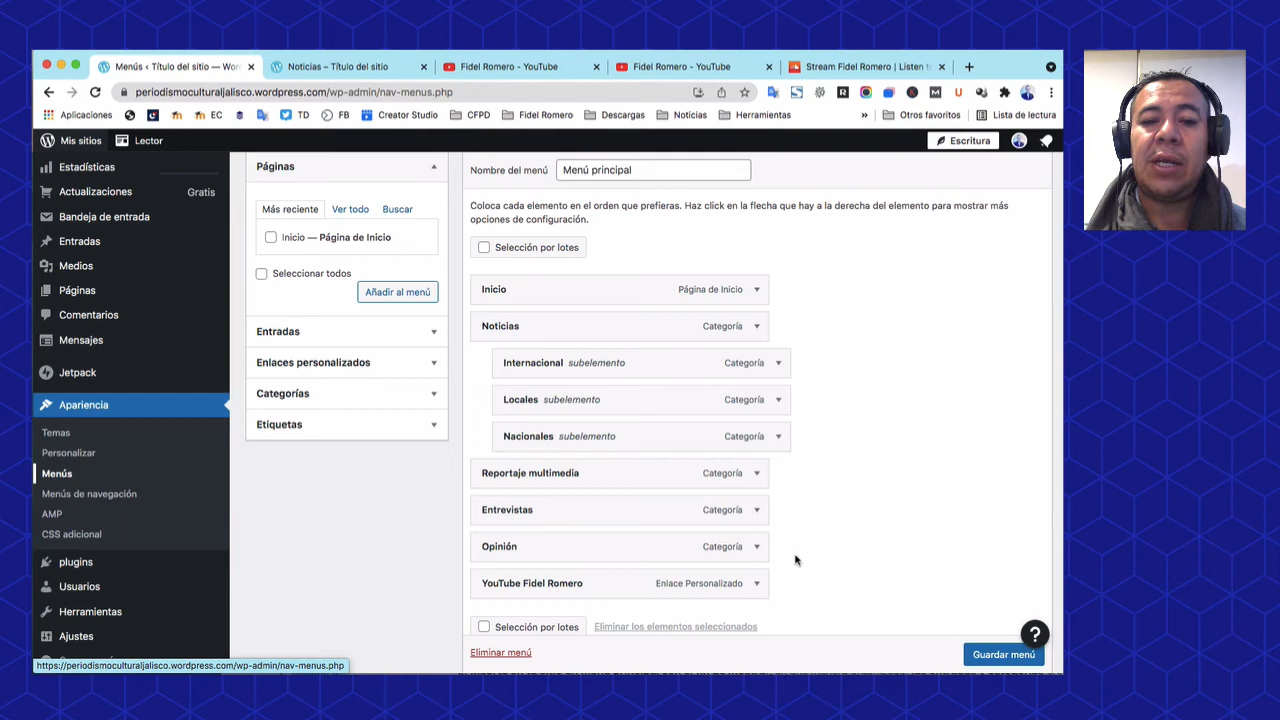 Menús ‹ Título del sitio — Wor
Noticias – Título del sitio
Fidel Romero - YouTube
Fidel Romero - YouTube
Stream Fidel Romero | Listen to
periodismoculturaljalisco.wordpress.com/wp-admin/nav-menus.php
Aplicaciones
EC
TD
FB
Creator Studio
CFPD
Fidel Romero
Descargas
Noticias
Herramientas
»
Otros favoritos
Lista de lectura
Mis sitios
Lector
Escritura
Estadísticas
Actualizaciones Gratis
Bandeja de entrada
Entradas
Medios
Páginas
Comentarios
Mensajes
Jetpack
Apariencia
Temas
Personalizar
Menús
Menús de navegación
AMP
CSS adicional
plugins
Usuarios
Herramientas
Ajustes
https://periodismoculturaljalisco.wordpress.com/wp-admin/nav-menus.php
Páginas
Más reciente Ver todo Buscar
Inicio — Página de Inicio
Seleccionar todos
Añadir al menú
Entradas
Enlaces personalizados
Categorías
Etiquetas
Nombre del menú Menú principal
Coloca cada elemento en el orden que prefieras. Haz click en la flecha que hay a la derecha del elemento para mostrar más
opciones de configuración.
Selección por lotes
Inicio Página de Inicio
Noticias Categoría
Internacional subelemento Categoría
Locales subelemento Categoría
Nacionales subelemento Categoría
Reportaje multimedia Categoría
Entrevistas Categoría
Opinión Categoría
YouTube Fidel Romero Enlace Personalizado
Selección por lotes Eliminar los elementos seleccionados
Eliminar menú
?
Guardar menú